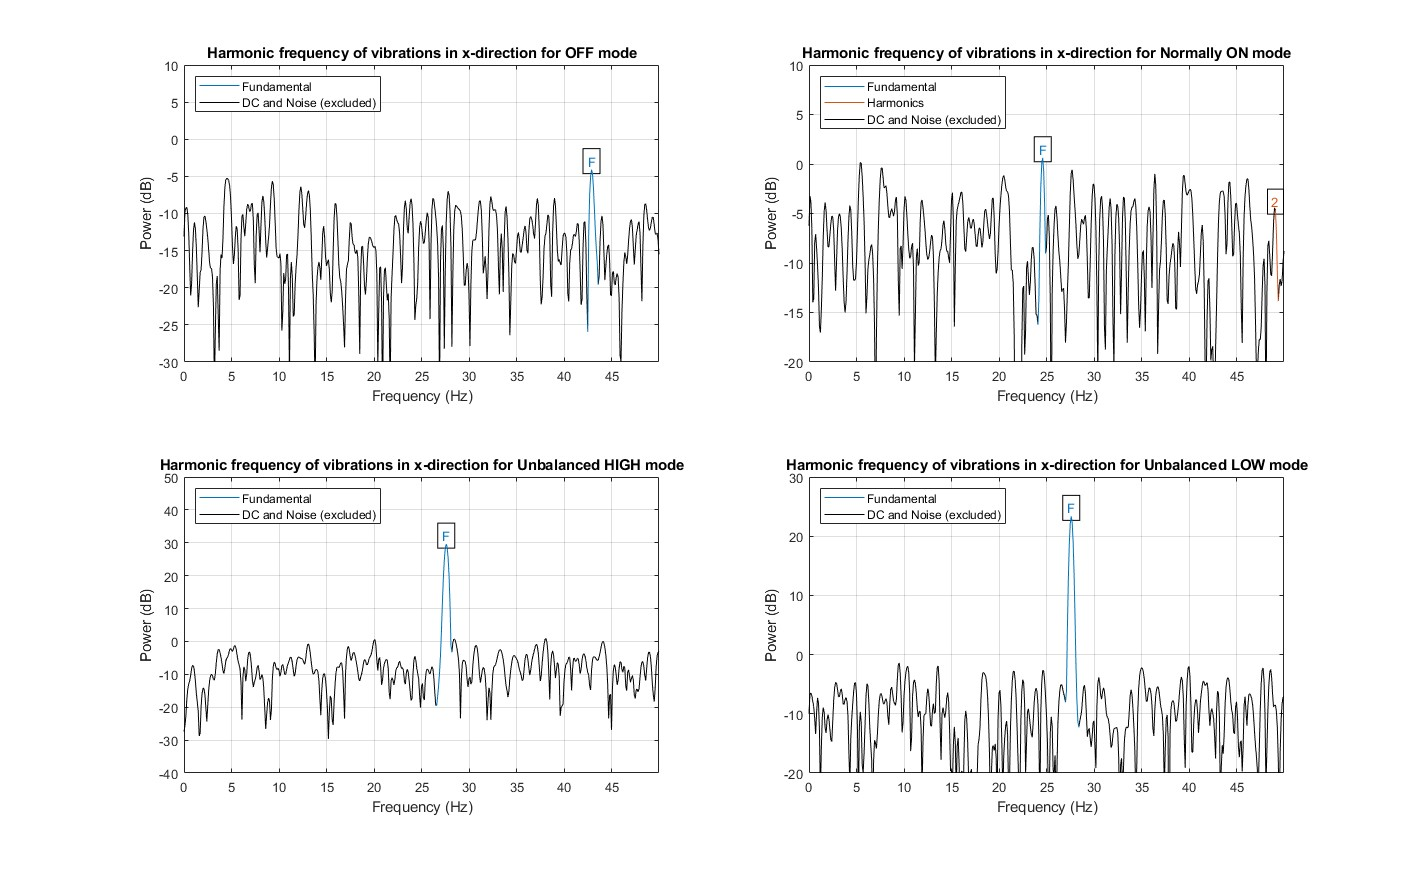 Harmonic frequency of vibrations in x-direction for OFF mode
10
5
0
-5
-10
-15
-20
-25
-30
Power (dB)
Fundamental
DC and Noise (excluded)
F
0 5 10 15 20 25 30 35 40 45
Frequency (Hz)
Harmonic frequency of vibrations in x-direction for Normally ON mode
10
5
0
-5
-10
-15
-20
Power (dB)
Fundamental
Harmonics
DC and Noise (excluded)
F
2
0 5 10 15 20 25 30 35 40 45
Frequency (Hz)
Harmonic frequency of vibrations in x-direction for Unbalanced HIGH mode
50
40
30
20
10
0
-10
-20
-30
-40
Power (dB)
Fundamental
DC and Noise (excluded)
F
0 5 10 15 20 25 30 35 40 45
Frequency (Hz)
Harmonic frequency of vibrations in x-direction for Unbalanced LOW mode
30
20
10
0
-10
-20
Power (dB)
Fundamental
DC and Noise (excluded)
F
0 5 10 15 20 25 30 35 40 45
Frequency (Hz)